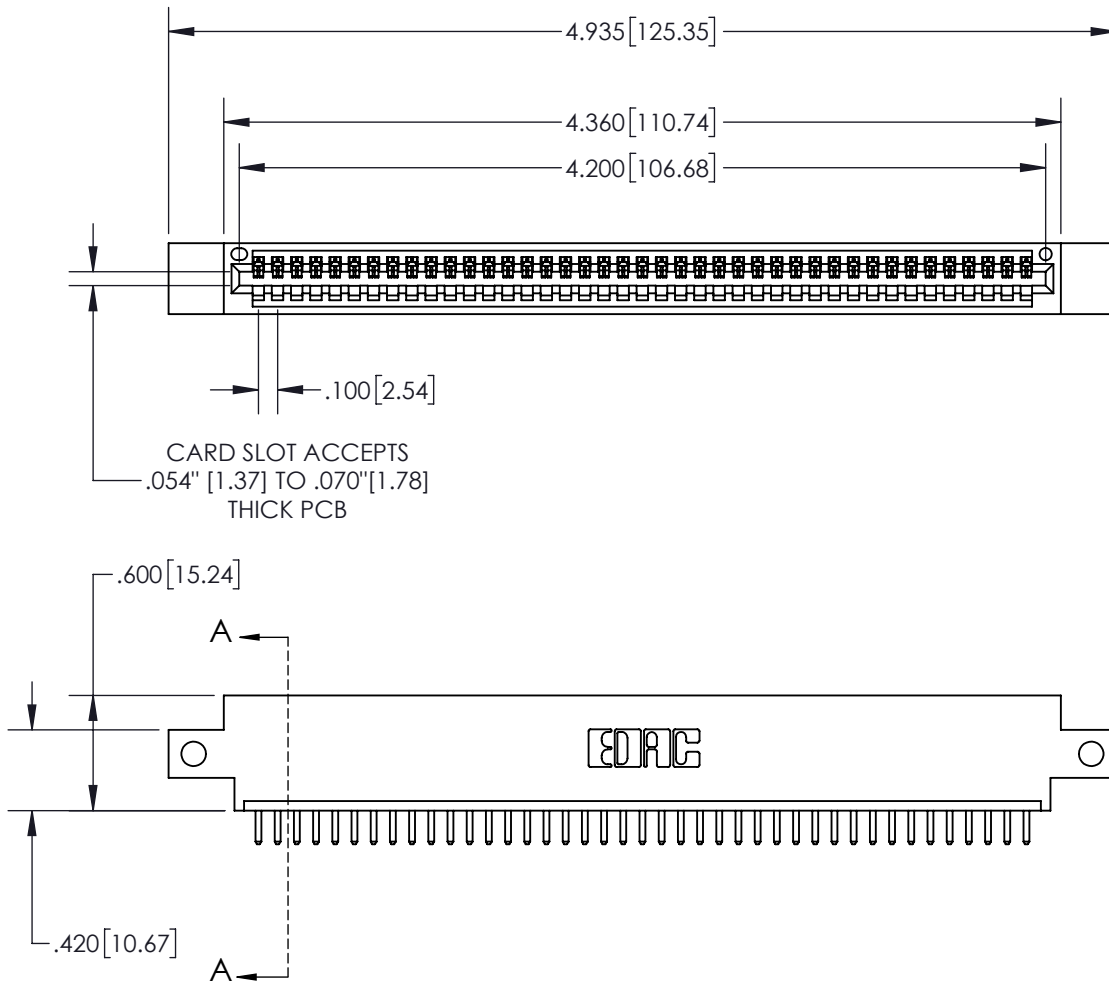 4.935[125.35]
4.360[110.74]
4.200[106.68]
.100[2.54]
CARD SLOT ACCEPTS
.054" [1.37] TO .070"[1.78]
THICK PCB
.600[15.24]
A
EDAC
.420[10.67]
A